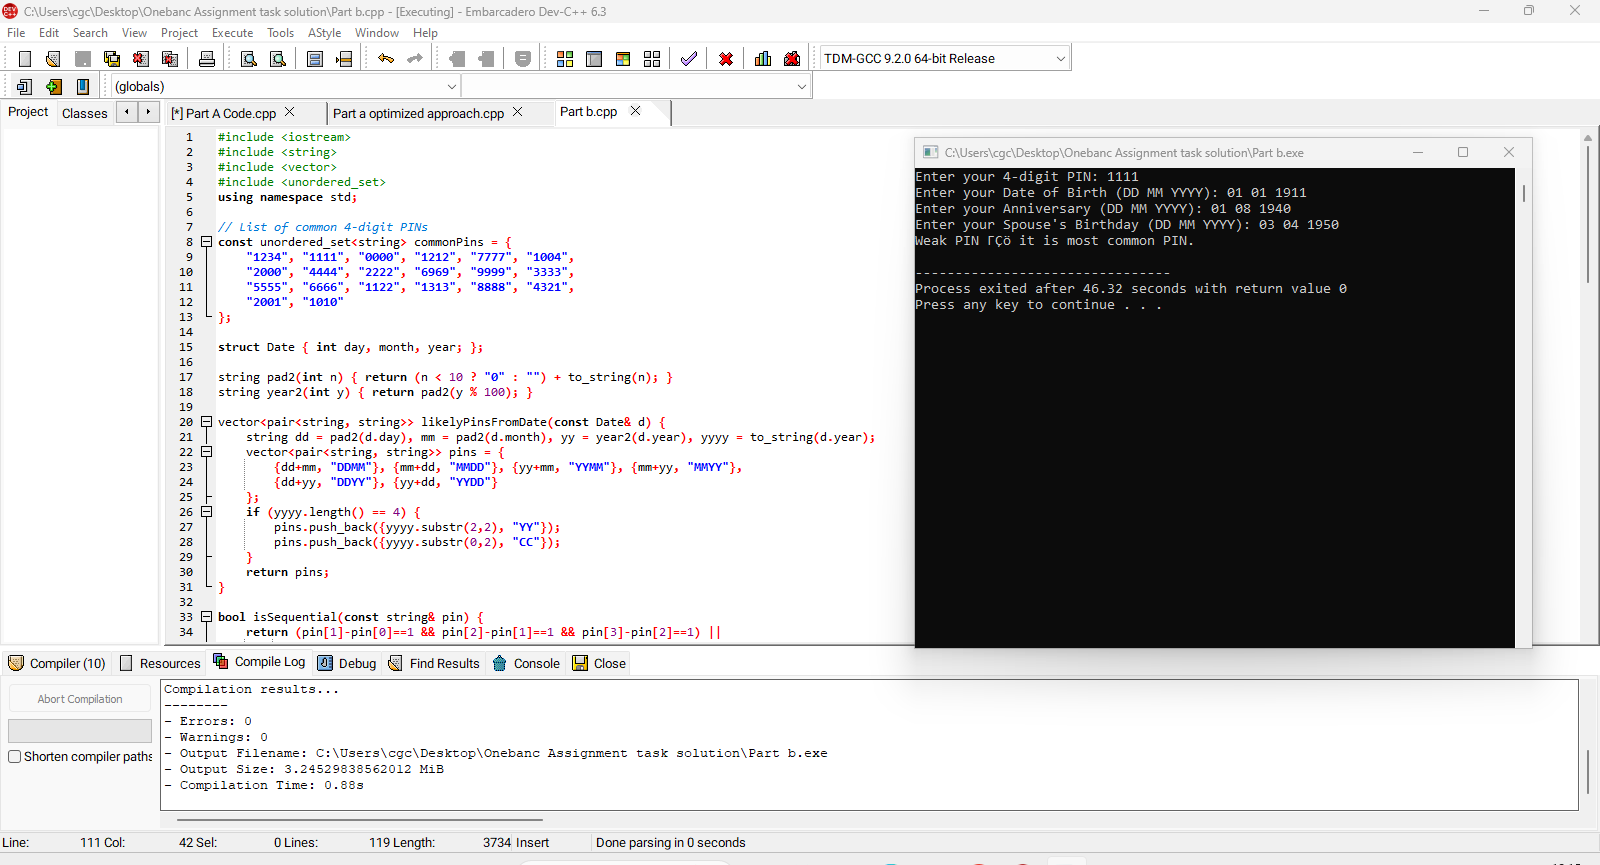 C:\Users\cgc\Desktop\Onebanc Assignment task solution\Part b.cpp - [Executing] - Embarcadero Dev-C++ 6.3
File Edit Search View Project Execute Tools AStyle Window Help
TDM-GCC 9.2.0 64-bit Release
(globals)
Project Classes [*] Part A Code.cpp Part a optimized approach.cpp Part b.cpp
1 #include <iostream>
2 #include <string>
3 #include <vector>
4 #include <unordered_set>
5 using namespace std;
6
7 // List of common 4-digit PINs
8 const unordered_set<string> commonPins = {
9 "1234", "1111", "0000", "1212", "7777", "1004",
10 "2000", "4444", "2222", "6969", "9999", "3333",
11 "5555", "6666", "1122", "1313", "8888", "4321",
12 "2001", "1010"
13 };
14
15 struct Date { int day, month, year; };
16
17 string pad2(int n) { return (n < 10 ? "0" : "") + to_string(n); }
18 string year2(int y) { return pad2(y % 100); }
19
20 vector<pair<string, string>> likelyPinsFromDate(const Date& d) {
21 string dd = pad2(d.day), mm = pad2(d.month), yy = year2(d.year), yyyy = to_string(d.year);
22 vector<pair<string, string>> pins = {
23 {dd+mm, "DDMM"}, {mm+dd, "MMDD"}, {yy+mm, "YYMM"}, {mm+yy, "MMYY"},
24 {dd+yy, "DDYY"}, {yy+dd, "YYDD"}
25 };
26 if (yyyy.length() == 4) {
27 pins.push_back({yyyy.substr(2,2), "YY"});
28 pins.push_back({yyyy.substr(0,2), "CC"});
29 }
30 return pins;
31 }
32
33 bool isSequential(const string& pin) {
34 return (pin[1]-pin[0]==1 && pin[2]-pin[1]==1 && pin[3]-pin[2]==1) ||
C:\Users\cgc\Desktop\Onebanc Assignment task solution\Part b.exe
Enter your 4-digit PIN: 1111
Enter your Date of Birth (DD MM YYYY): 01 01 1911
Enter your Anniversary (DD MM YYYY): 01 08 1940
Enter your Spouse's Birthday (DD MM YYYY): 03 04 1950
Weak PIN ΓÇö it is most common PIN.
--------------------------------
Process exited after 46.32 seconds with return value 0
Press any key to continue . . .
Compiler (10) Resources Compile Log Debug Find Results Console Close
Abort Compilation
Shorten compiler paths
Compilation results...
--------
- Errors: 0
- Warnings: 0
- Output Filename: C:\Users\cgc\Desktop\Onebanc Assignment task solution\Part b.exe
- Output Size: 3.24529838562012 MiB
- Compilation Time: 0.88s
Line: 111 Col: 42 Sel: 0 Lines: 119 Length: 3734 Insert Done parsing in 0 seconds